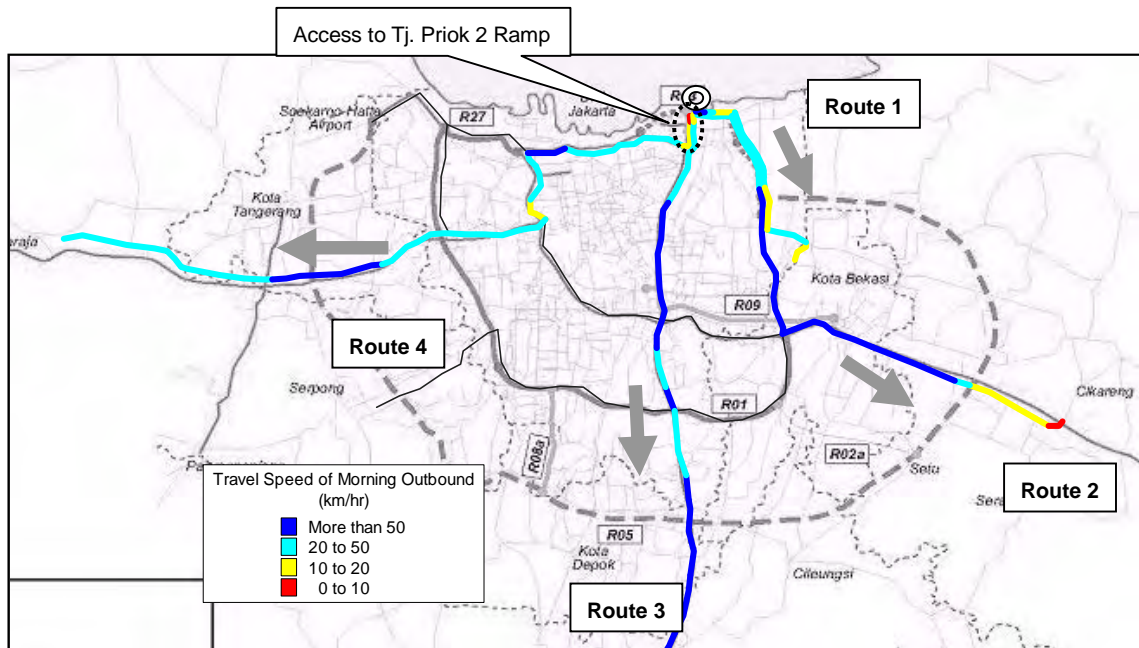 Access to Tj. Priok 2 Ramp
Soekarno-Hatta
Airport
R27
Jakarta
Route 1
Kota
Tangerang
araja
Kota Bekasi
R09
Route 4
Serpong
Cikareng
R01
R08a
R02a
Setu
Route 2
Travel Speed of Morning Outbound
(km/hr)
More than 50
20 to 50
10 to 20
0 to 10
R05
Kota
Depok
Cileungsi
Route 3